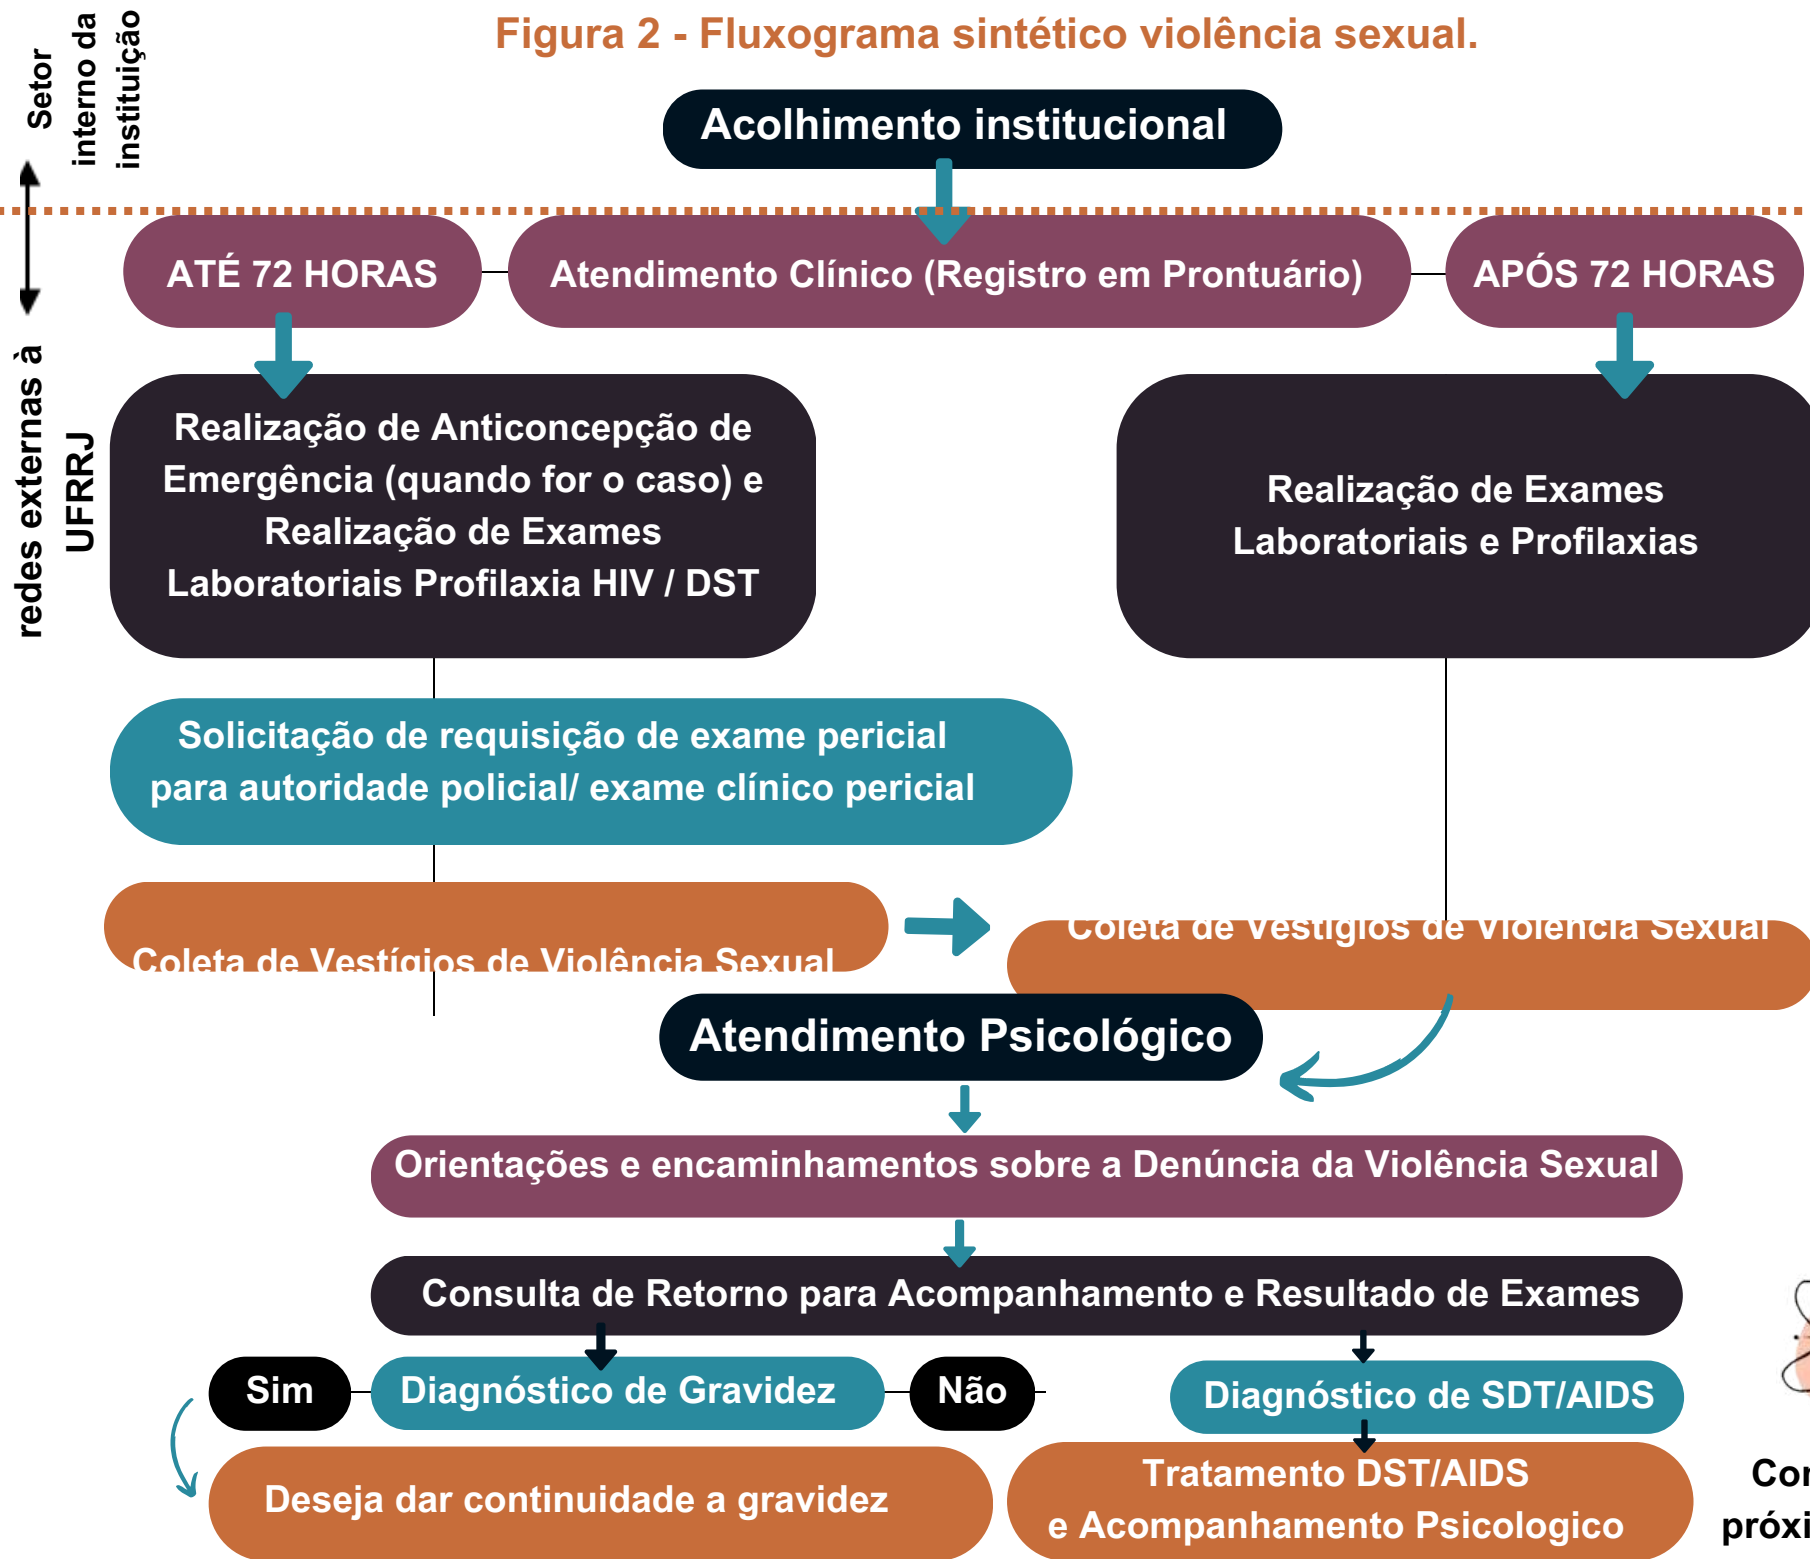 Figura 2 - Fluxograma sintético violência sexual.
Setor
interno da
instituição
Acolhimento institucional
ATÉ 72 HORAS
Atendimento Clínico (Registro em Prontuário)
APÓS 72 HORAS
redes externas à
UFRRJ
Realização de Anticoncepção de
Emergência (quando for o caso) e
Realização de Exames
Laboratoriais Profilaxia HIV / DST
Realização de Exames
Laboratoriais e Profilaxias
Solicitação de requisição de exame pericial
para autoridade policial/ exame clínico pericial
Coleta de Vestígios de Violência Sexual
Coleta de Vestígios de Violência Sexual
Atendimento Psicológico
Orientações e encaminhamentos sobre a Denúncia da Violência Sexual
Consulta de Retorno para Acompanhamento e Resultado de Exames
Sim
Diagnóstico de Gravidez
Não
Diagnóstico de SDT/AIDS
Deseja dar continuidade a gravidez
Tratamento DST/AIDS
e Acompanhamento Psicologico